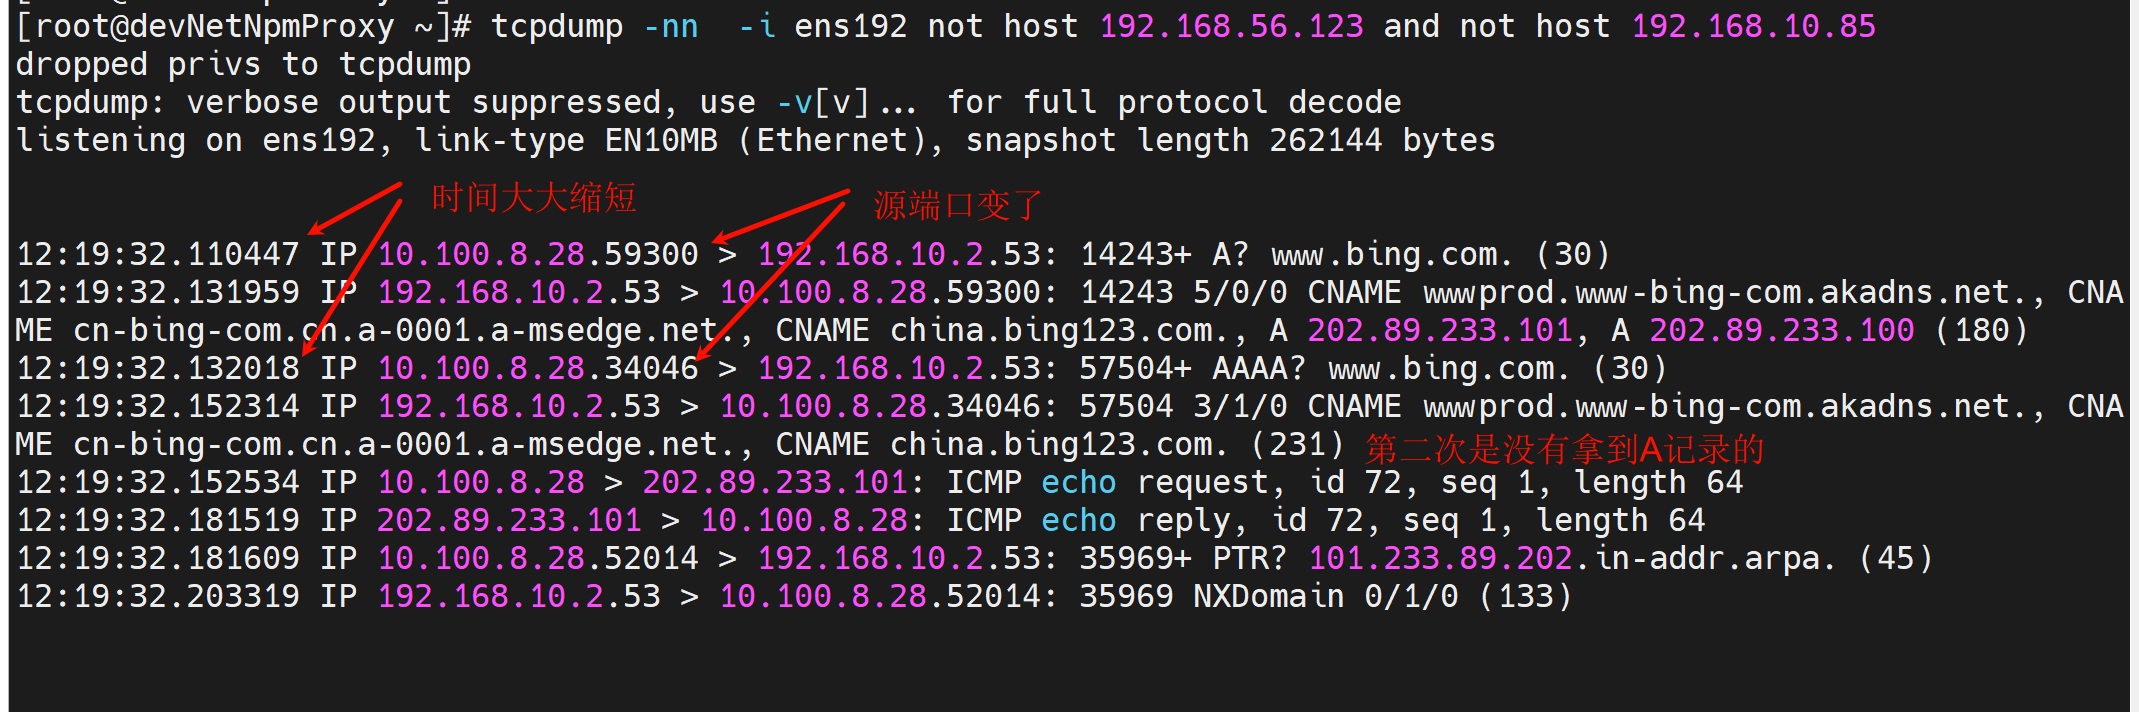 [root@devNetNpmProxy ~]# tcpdump -nn  -i ens192 not host 192.168.56.123 and not host 192.168.10.85
dropped privs to tcpdump
tcpdump: verbose output suppressed, use -v[v]... for full protocol decode
listening on ens192, link-type EN10MB (Ethernet), snapshot length 262144 bytes
时间大大缩短 源端口变了
12:19:32.110447 IP 10.100.8.28.59300 > 192.168.10.2.53: 14243+ A? www.bing.com. (30)
12:19:32.131959 IP 192.168.10.2.53 > 10.100.8.28.59300: 14243 5/0/0 CNAME wwwprod.www-bing-com.akadns.net., CNA
ME cn-bing-com.cn.a-0001.a-msedge.net., CNAME china.bing123.com., A 202.89.233.101, A 202.89.233.100 (180)
12:19:32.132018 IP 10.100.8.28.34046 > 192.168.10.2.53: 57504+ AAAA? www.bing.com. (30)
12:19:32.152314 IP 192.168.10.2.53 > 10.100.8.28.34046: 57504 3/1/0 CNAME wwwprod.www-bing-com.akadns.net., CNA
ME cn-bing-com.cn.a-0001.a-msedge.net., CNAME china.bing123.com. (231) 第二次是没有拿到A记录的
12:19:32.152534 IP 10.100.8.28 > 202.89.233.101: ICMP echo request, id 72, seq 1, length 64
12:19:32.181519 IP 202.89.233.101 > 10.100.8.28: ICMP echo reply, id 72, seq 1, length 64
12:19:32.181609 IP 10.100.8.28.52014 > 192.168.10.2.53: 35969+ PTR? 101.233.89.202.in-addr.arpa. (45)
12:19:32.203319 IP 192.168.10.2.53 > 10.100.8.28.52014: 35969 NXDomain 0/1/0 (133)